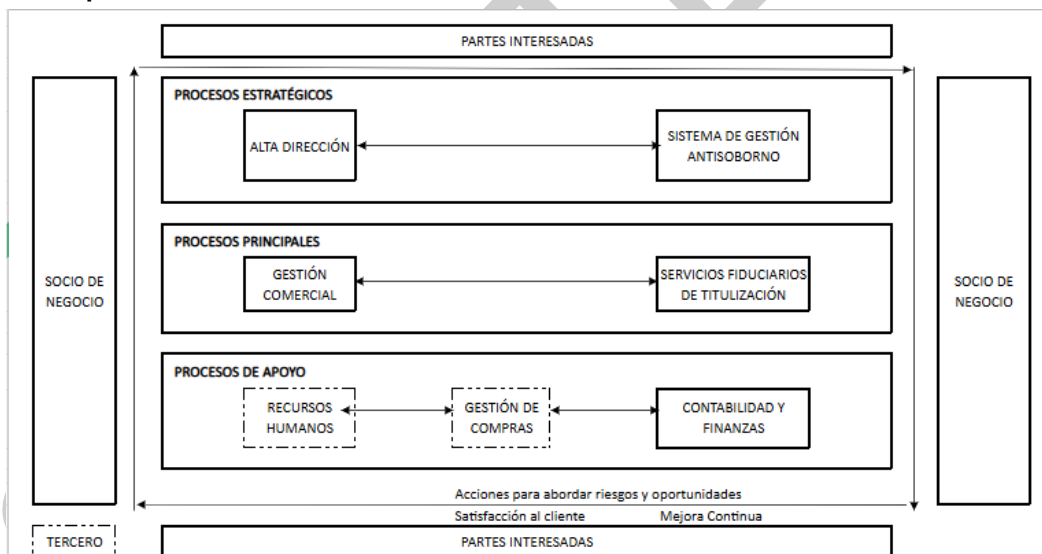 PARTES INTERESADAS
PROCESOS ESTRATÉGICOS
ALTA DIRECCIÓN
SISTEMA DE GESTIÓN
ANTISOBORNO
PROCESOS PRINCIPALES
GESTIÓN
COMERCIAL
SERVICIOS FIDUCIARIOS
DE TITULIZACIÓN
SOCIO DE
NEGOCIO
SOCIO DE
NEGOCIO
PROCESOS DE APOYO
RECURSOS
HUMANOS
GESTIÓN DE
COMPRAS
CONTABILIDAD Y
FINANZAS
Acciones para abordar riesgos y oportunidades
Satisfacción al cliente Mejora Continua
TERCERO
PARTES INTERESADAS